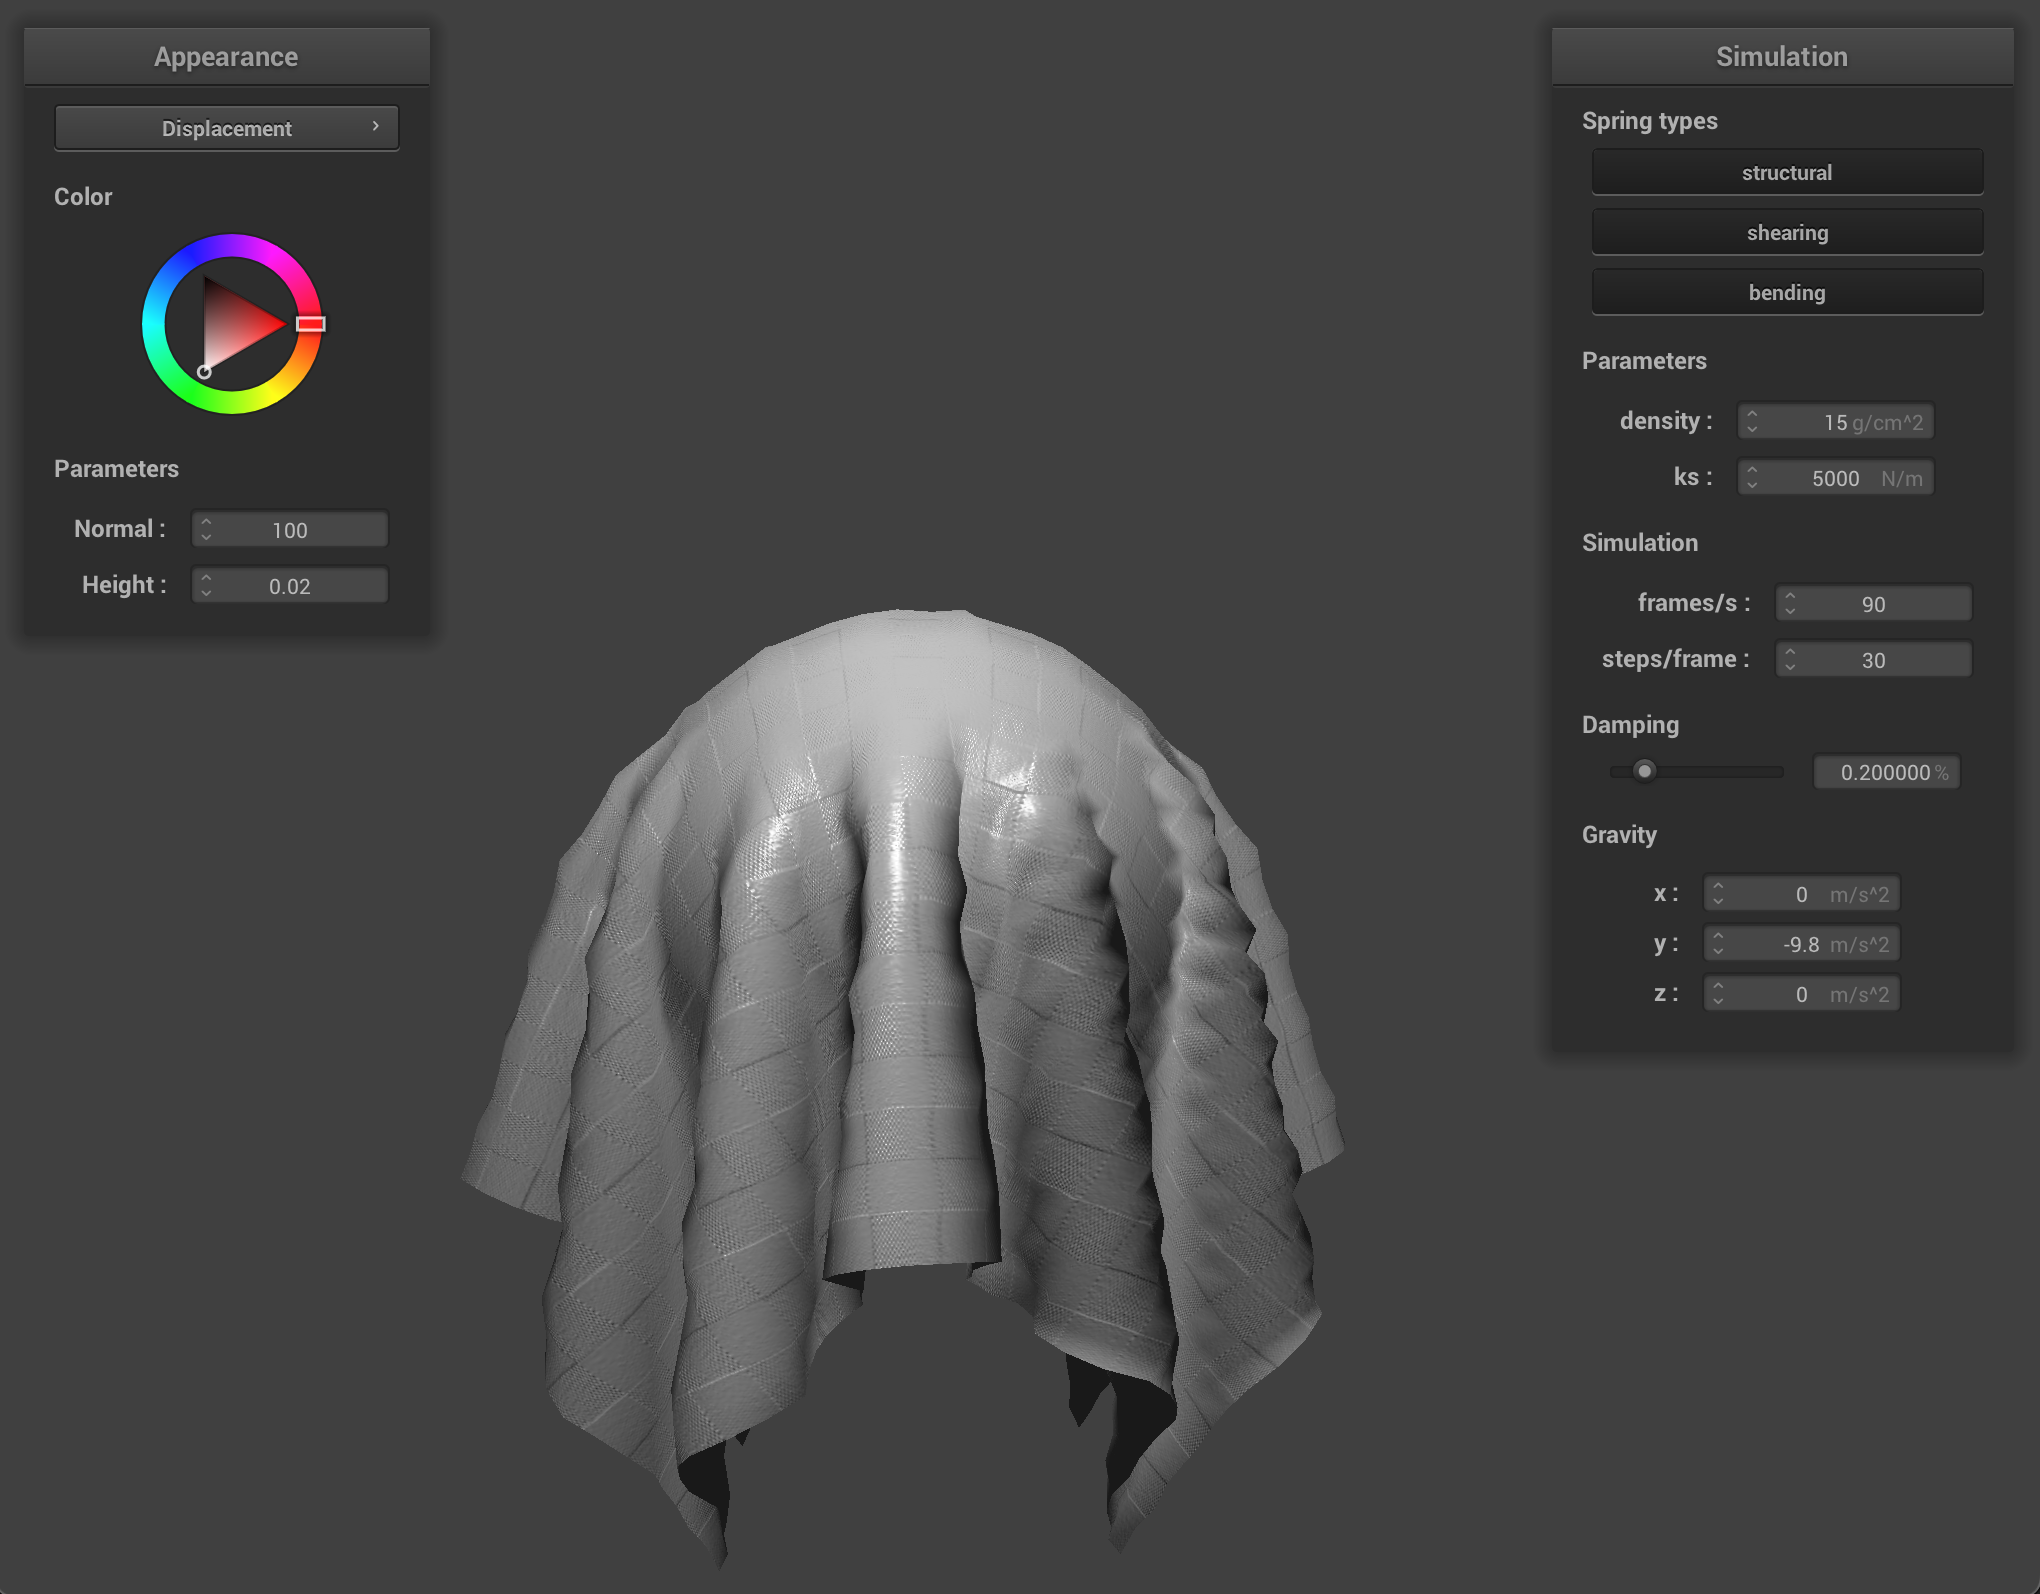 Appearance
Displacement
Color
Parameters
Normal : 100
Height : 0.02
Simulation
Spring types
structural
shearing
bending
Parameters
density : 15 g/cm^2
ks : 5000 N/m
Simulation
frames/s : 90
steps/frame : 30
Damping
0.200000 %
Gravity
x : 0 m/s^2
y : -9.8 m/s^2
z : 0 m/s^2